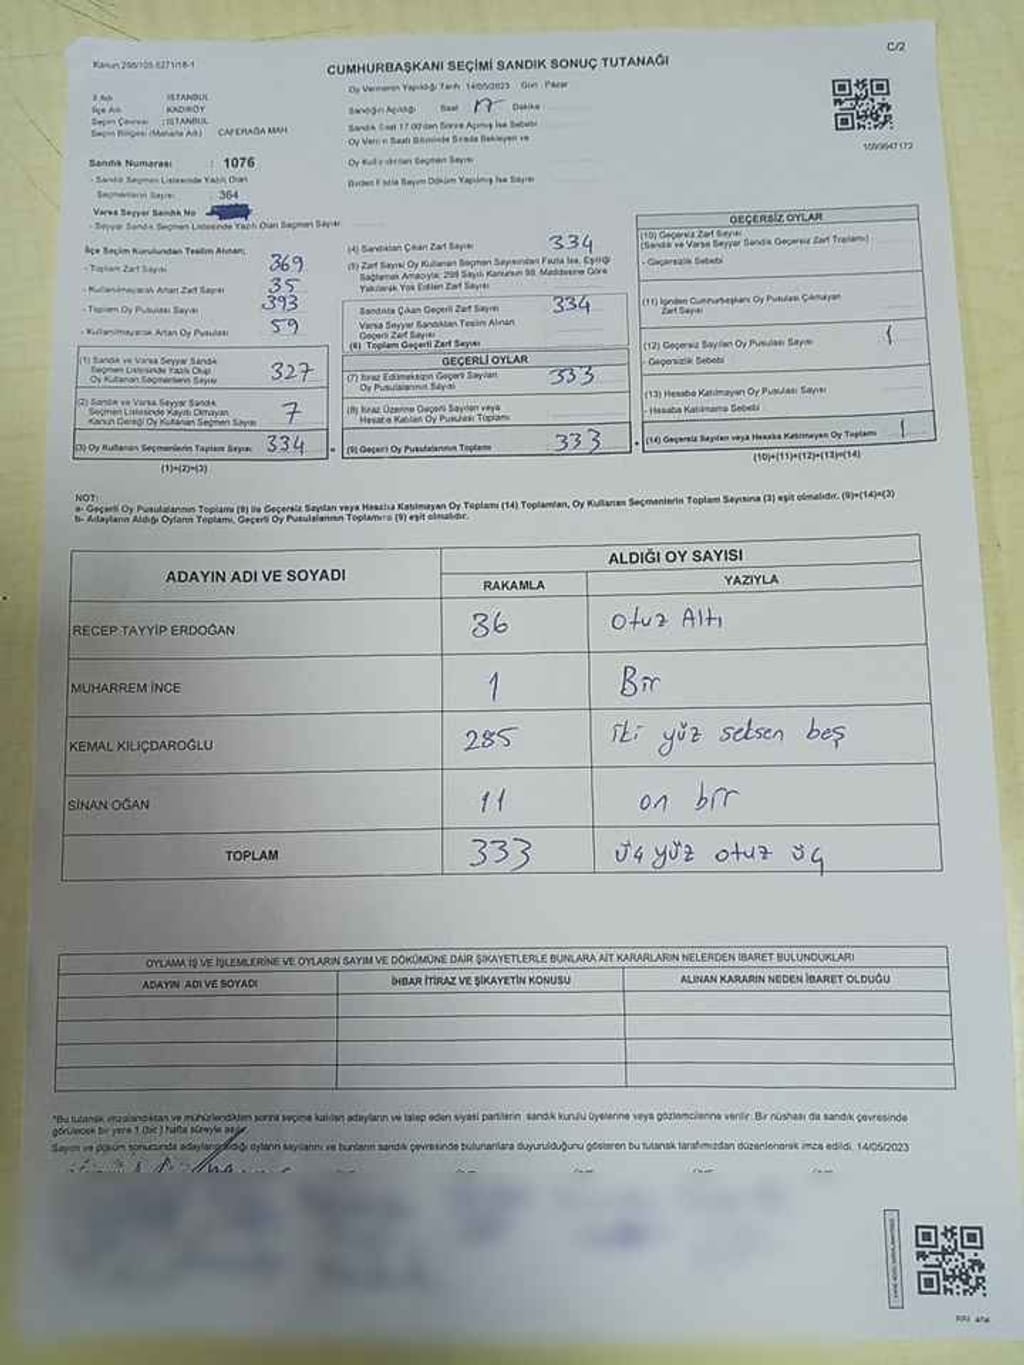 C/2
Kanun 298/105 6271/18-1
CUMHURBAŞKANI SEÇİMİ SANDIK SONUÇ TUTANAĞI
İl Adı : İSTANBUL
İlçe Adı : KADIKÖY
Seçim Çevresi : İSTANBUL
Seçim Bölgesi (Mahalle Adı) CAFERAĞA MAH.
Oy Vermenin Yapıldığı Tarih 14/05/2023 Gün : Pazar
Sandığın Açıldığı Saat 17 Dakika
Sandık Saat 17.00'den Sonra Açılmış İse Sebebi
Oy Verme Saati Bitiminde Sırada Bekleyen ve
Oy Kullandırılan Seçmen Sayısı
Birden Fazla Sayım Döküm Yapılmış İse Sayısı
Sandık Numarası : 1076
- Sandık Seçmen Listesinde Yazılı Olan
Seçmenlerin Sayısı : 364
Varsa Seyyar Sandık No
- Seyyar Sandık Seçmen Listesinde Yazılı Olan Seçmen Sayısı
İlçe Seçim Kurulundan Teslim Alınan;
- Toplam Zarf Sayısı 369
- Kullanılmayarak Artan Zarf Sayısı 35
- Toplam Oy Pusulası Sayısı 393
- Kullanılmayarak Artan Oy Pusulası 59
(1) Sandık ve Varsa Seyyar Sandık
Seçmen Listesinde Yazılı Olup
Oy Kullanan Seçmenlerin Sayısı 327
(2) Sandık ve Varsa Seyyar Sandık
Seçmen Listesinde Kayıtlı Olmayan
Kanun Gereği Oy Kullanan Seçmen Sayısı 7
(3) Oy Kullanan Seçmenlerin Toplam Sayısı 334
(1)+(2)=(3)
(4) Sandıktan Çıkan Zarf Sayısı 334
(5) Zarf Sayısı Oy Kullanan Seçmen Sayısından Fazla İse, Eşitliği
Sağlamak Amacıyla; 298 Sayılı Kanunun 98. Maddesine Göre
Yakılarak Yok Edilen Zarf Sayısı
Sandıkta Çıkan Geçerli Zarf Sayısı 334
Varsa Seyyar Sandıktan Teslim Alınan
Geçerli Zarf Sayısı
(6) Toplam Geçerli Zarf Sayısı
GEÇERLİ OYLAR
(7) İtiraz Edilmeksizin Geçerli Sayılan
Oy Pusulalarının Sayısı 333
(8) İtiraz Üzerine Geçerli Sayılan veya
Hesaba Katılan Oy Pusulası Toplamı
(9) Geçerli Oy Pusulalarının Toplamı 333
GEÇERSİZ OYLAR
(10) Geçersiz Zarf Sayısı
(Sandık ve Varsa Seyyar Sandık Geçersiz Zarf Toplamı)
- Geçersizlik Sebebi
(11) İçinden Cumhurbaşkanı Oy Pusulası Çıkmayan
Zarf Sayısı
(12) Geçersiz Sayılan Oy Pusulası Sayısı 1
- Geçersizlik Sebebi
(13) Hesaba Katılmayan Oy Pusulası Sayısı
- Hesaba Katılmama Sebebi
(14) Geçersiz Sayılan veya Hesaba Katılmayan Oy Toplamı 1
(10)+(11)+(12)+(13)=(14)
NOT:
a- Geçerli Oy Pusulalarının Toplamı (9) ile Geçersiz Sayılan veya Hesaba Katılmayan Oy Toplamı (14) Toplamları, Oy Kullanan Seçmenlerin Toplam Sayısına (3) eşit olmalıdır. (9)+(14)=(3)
b- Adayların Aldığı Oyların Toplamı, Geçerli Oy Pusulalarının Toplamına (9) eşit olmalıdır.
ADAYIN ADI VE SOYADI
ALDIĞI OY SAYISI
RAKAMLA YAZIYLA
RECEP TAYYİP ERDOĞAN 36 Otuz Altı
MUHARREM İNCE 1 Bir
KEMAL KILIÇDAROĞLU 285 iki yüz seksen beş
SİNAN OĞAN 11 on bir
TOPLAM 333 üç yüz otuz üç
OYLAMA İŞ VE İŞLEMLERİNE VE OYLARIN SAYIM VE DÖKÜMÜNE DAİR ŞİKAYETLERLE BUNLARA AİT KARARLARIN NELERDEN İBARET BULUNDUKLARI
ADAYIN ADI VE SOYADI İHBAR İTİRAZ VE ŞİKAYETİN KONUSU ALINAN KARARIN NEDEN İBARET OLDUĞU
*Bu tutanak imzalandıktan ve mühürlendikten sonra seçime katılan adayların ve talep eden siyasi partilerin sandık kurulu üyelerine veya gözlemcilerine verilir. Bir nüshası da sandık çevresinde
görülecek bir yere 1 (bir) hafta süreyle asılır.
Sayım ve döküm sonucunda adayların aldığı oyların sayılarını ve bunların sandık çevresinde bulunanlara duyurulduğunu gösteren bu tutanak tarafımızdan düzenlenerek imza edildi. 14/05/2023